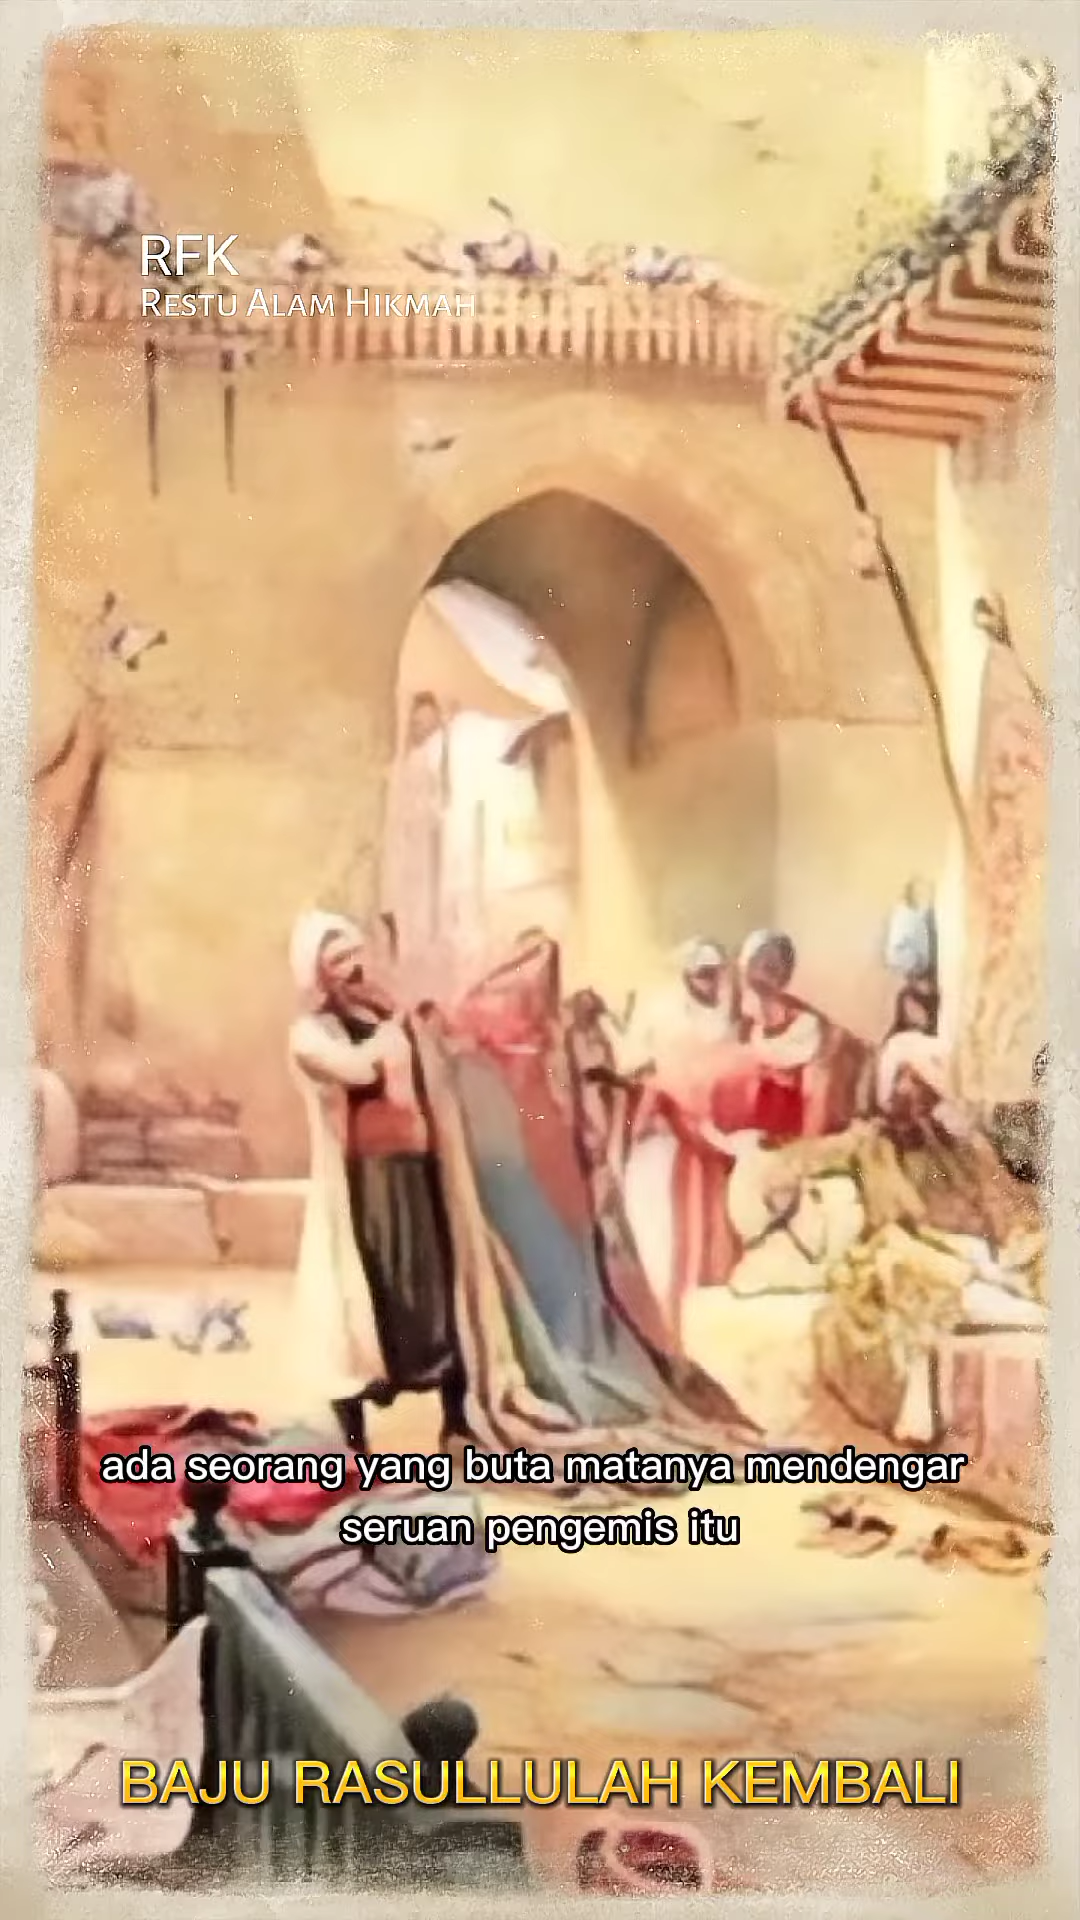 RFK
RESTU ALAM HIKMAH
ada seorang yang buta matanya mendengar
seruan pengemis itu
BAJU RASULLULAH KEMBALI